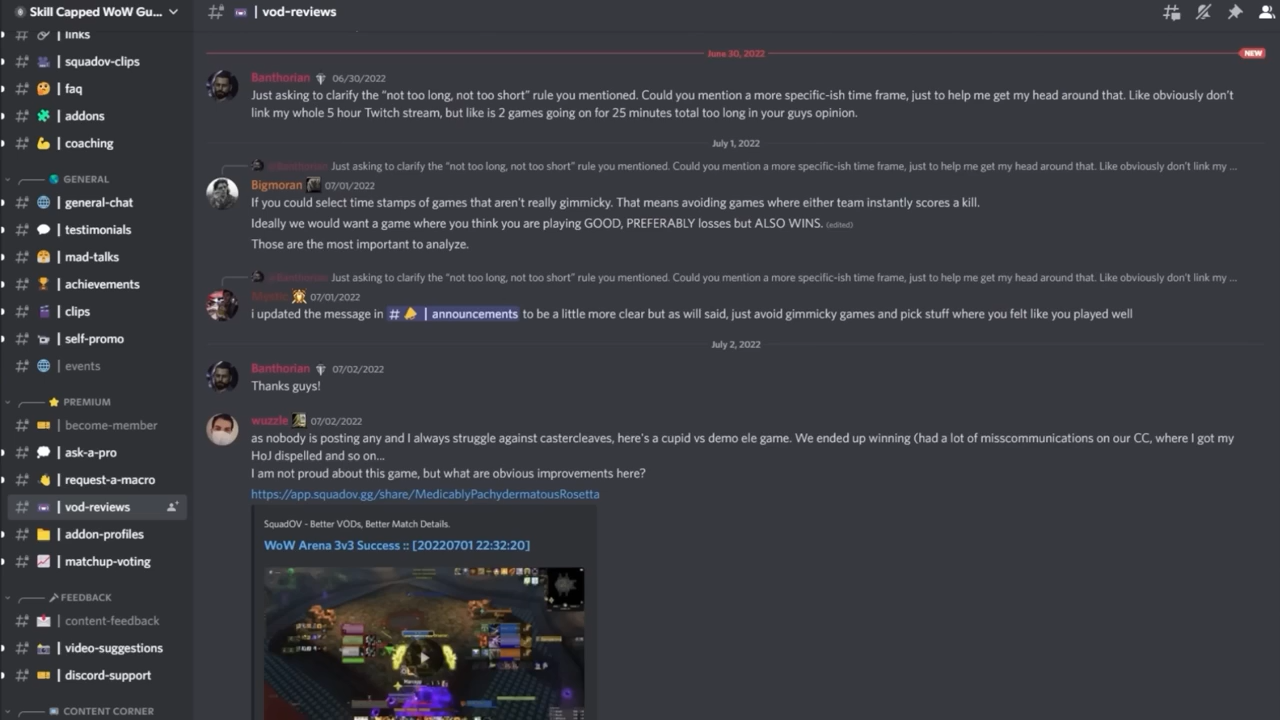 Skill Capped WoW Gu...
| vod-reviews
| links
| squadov-clips
| faq
| addons
| coaching
GENERAL
| general-chat
| testimonials
| mad-talks
| achievements
| clips
| self-promo
| events
PREMIUM
| become-member
| ask-a-pro
| request-a-macro
| vod-reviews
| addon-profiles
| matchup-voting
FEEDBACK
| content-feedback
| video-suggestions
| discord-support
CONTENT CORNER
June 30, 2022
NEW
Banthorian 06/30/2022
Just asking to clarify the “not too long, not too short” rule you mentioned. Could you mention a more specific-ish time frame, just to help me get my head around that. Like obviously don’t
link my whole 5 hour Twitch stream, but like is 2 games going on for 25 minutes total too long in your guys opinion.
July 1, 2022
@Banthorian Just asking to clarify the “not too long, not too short” rule you mentioned. Could you mention a more specific-ish time frame, just to help me get my head around that. Like obviously don’t link my ...
Bigmoran 07/01/2022
If you could select time stamps of games that aren't really gimmicky. That means avoiding games where either team instantly scores a kill.
Ideally we would want a game where you think you are playing GOOD, PREFERABLY losses but ALSO WINS. (edited)
Those are the most important to analyze.
@Banthorian Just asking to clarify the “not too long, not too short” rule you mentioned. Could you mention a more specific-ish time frame, just to help me get my head around that. Like obviously don’t link my ...
07/01/2022
i updated the message in # | announcements to be a little more clear but as will said, just avoid gimmicky games and pick stuff where you felt like you played well
July 2, 2022
Banthorian 07/02/2022
Thanks guys!
wuzzle 07/02/2022
as nobody is posting any and I always struggle against castercleaves, here's a cupid vs demo ele game. We ended up winning (had a lot of misscommunications on our CC, where I got my
HoJ dispelled and so on...
I am not proud about this game, but what are obvious improvements here?
https://app.squadov.gg/share/MedicablyPachydermatousRosetta
SquadOV - Better VODs, Better Match Details.
WoW Arena 3v3 Success :: [20220701 22:32:20]